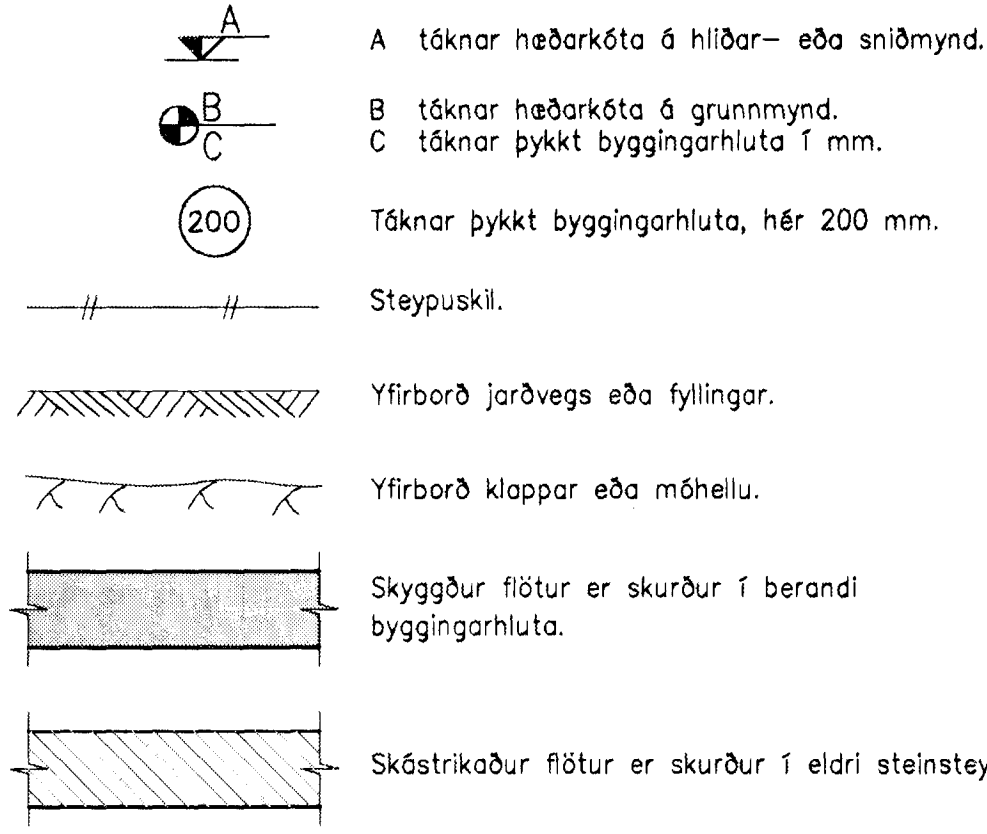 A
A táknar hæðarkóta á hliðar- eða sniðmynd.
B
C
B táknar hæðarkóta á grunnmynd.
C táknar þykkt byggingarhluta í mm.
200
Táknar þykkt byggingarhluta, hér 200 mm.
Steypuskil.
Yfirborð jarðvegs eða fyllingar.
Yfirborð klappar eða móhellu.
Skyggður flötur er skurður í berandi
byggingarhluta.
Skástrikaður flötur er skurður í eldri